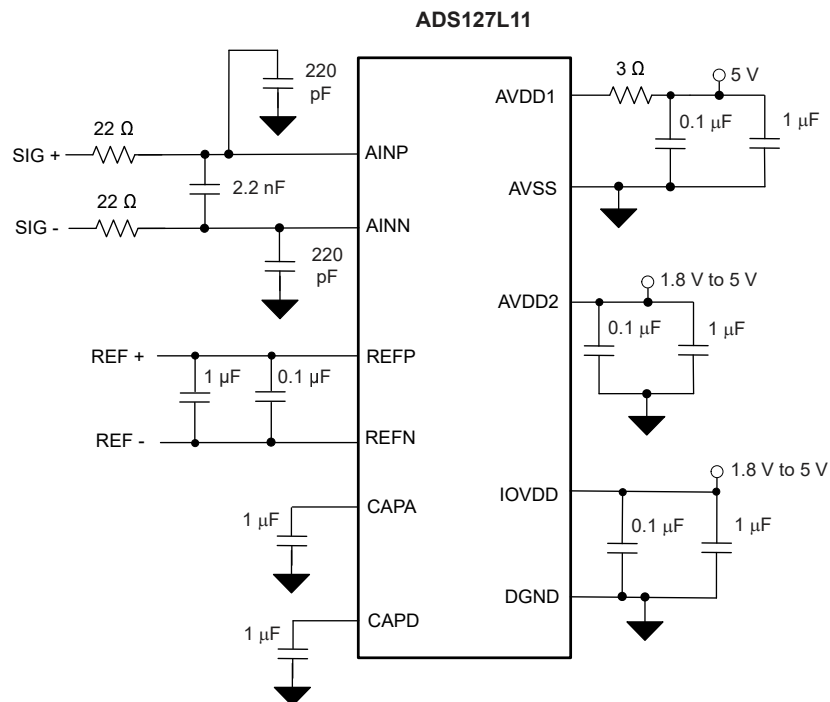 ADS127L11
220
pF
22 Ω
SIG +
AINP
2.2 nF
22 Ω
SIG -
AINN
220
pF
REF +
REFP
1 µF
0.1 µF
REF -
REFN
CAPA
1 µF
CAPD
1 µF
3 Ω
5 V
AVDD1
0.1 µF
1 µF
AVSS
1.8 V to 5 V
AVDD2
0.1 µF
1 µF
1.8 V to 5 V
IOVDD
0.1 µF
1 µF
DGND